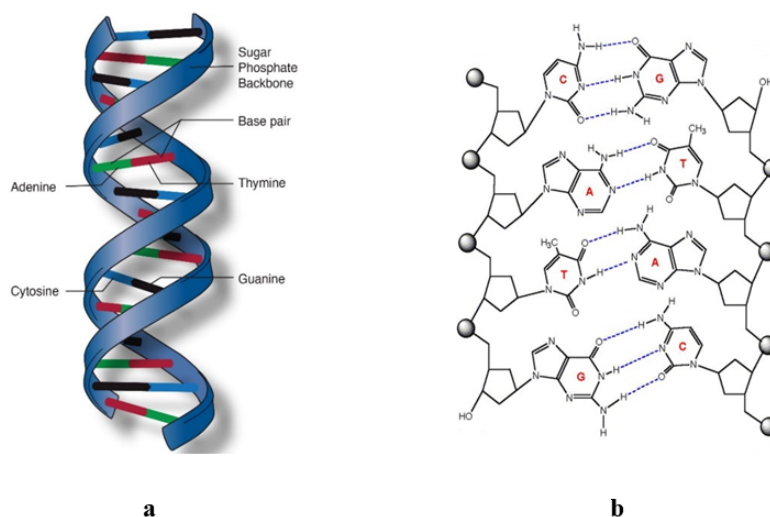 Sugar
Phosphate
Backbone
Base pair
Adenine
Thymine
Cytosine
Guanine
a
N H O N
H
C N H N G
N O H N N OH
H
CH₃
N N H O
H T
N A N H N N
N O
H₃C O H N N
H
T N H N A
N N N
O
N O H N
H
G N H N C
N N N H O N
HO H
b